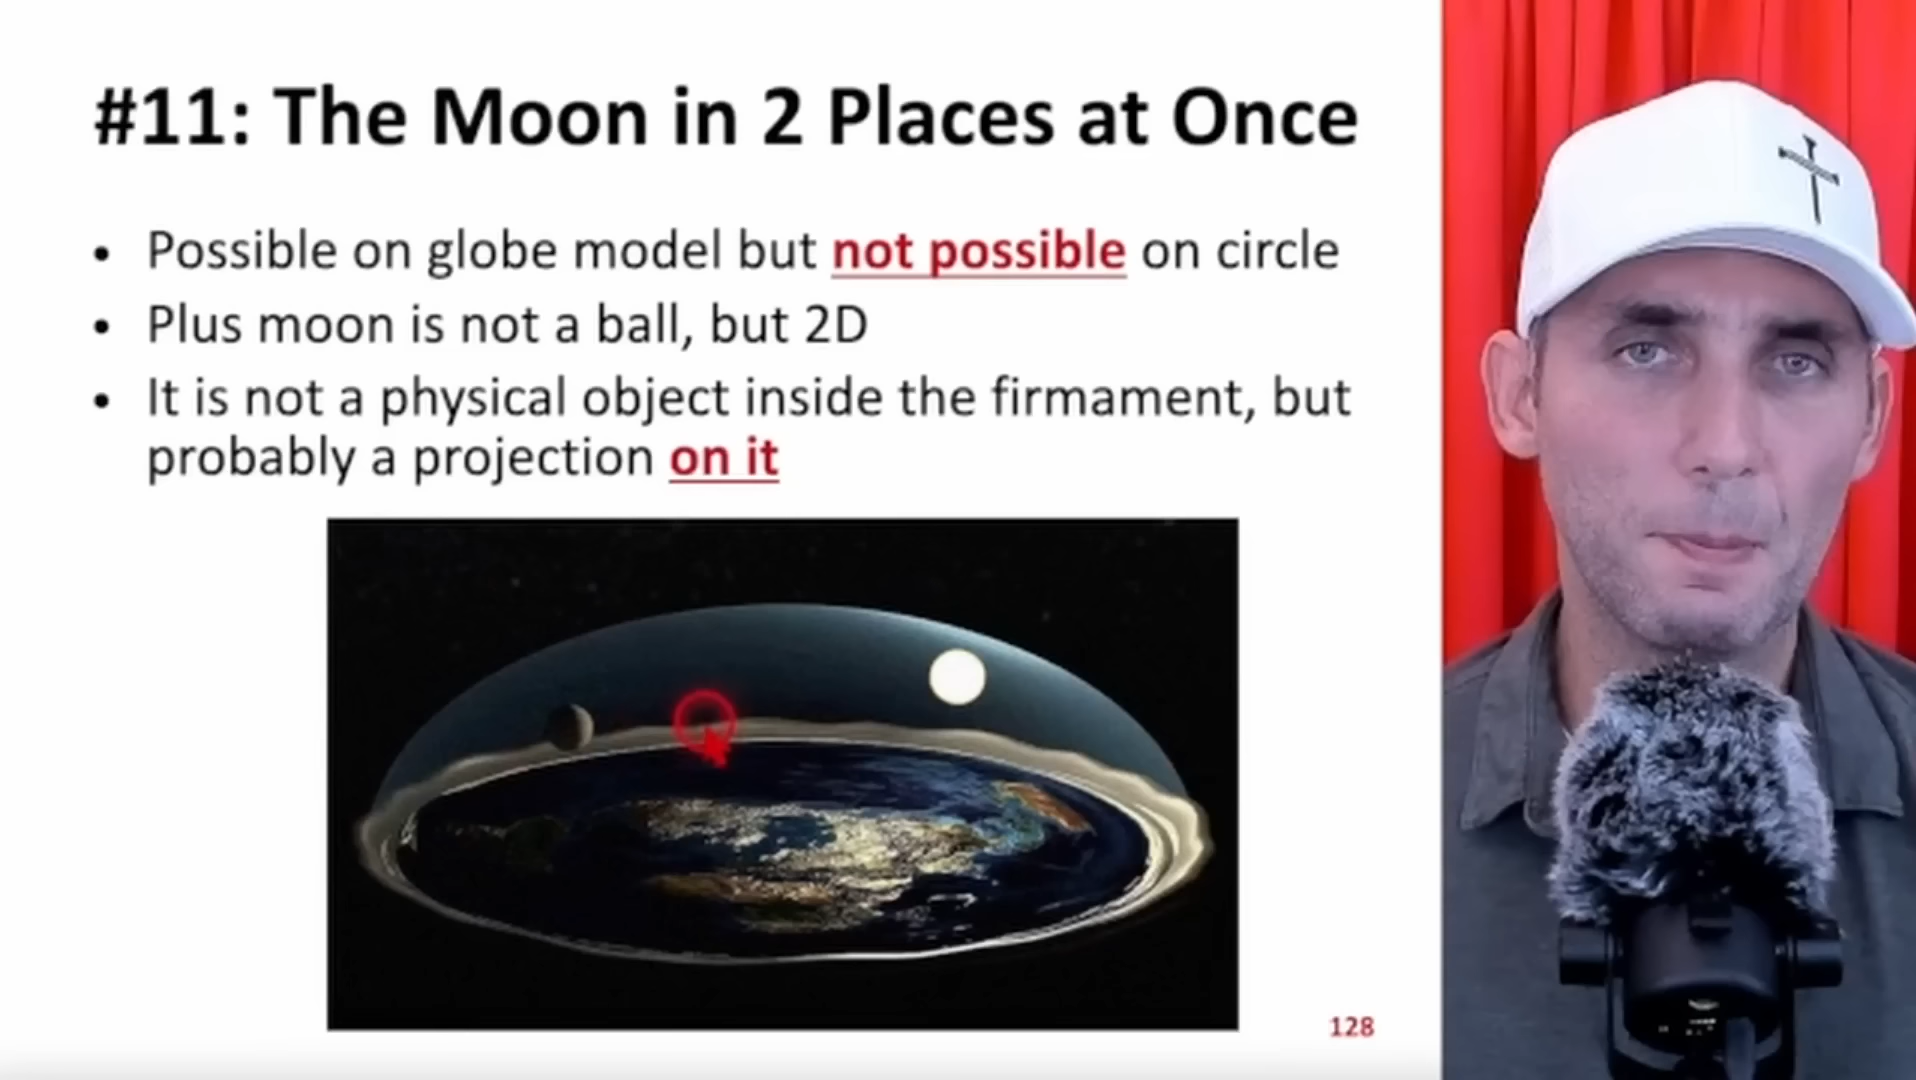 #11: The Moon in 2 Places at Once
• Possible on globe model but not possible on circle
• Plus moon is not a ball, but 2D
• It is not a physical object inside the firmament, but
probably a projection on it
128